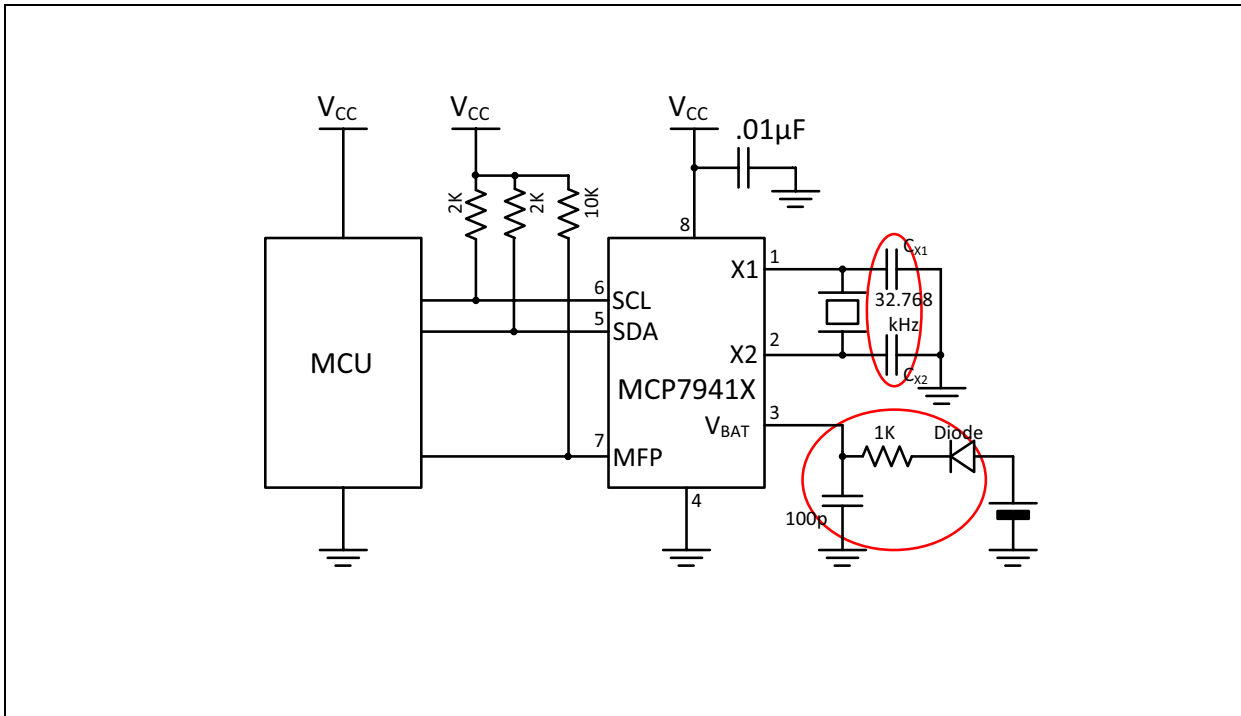 VCC
VCC
VCC
.01µF
2K
2K
10K
8
MCU
6
SCL
5
SDA
7
MFP
MCP7941X
X1
1
X2
2
VBAT
3
4
CX1
32.768
kHz
CX2
1K
Diode
100p